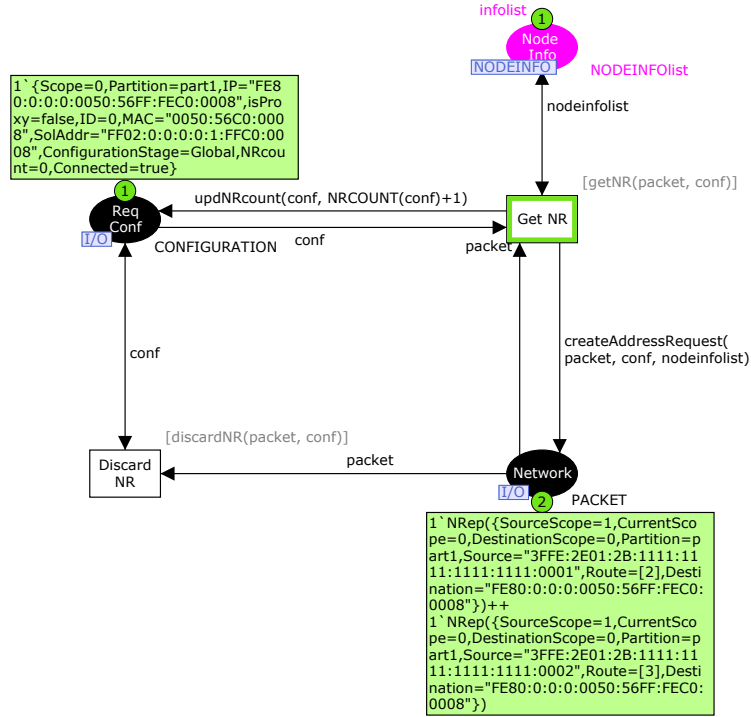 infolist
1
Node
Info
NODEINFO
NODEINFOlist
nodeinfolist
1`{Scope=0,Partition=part1,IP="FE8
0:0:0:0:0050:56FF:FEC0:0008",isPro
xy=false,ID=0,MAC="0050:56C0:000
8",SolAddr="FF02:0:0:0:0:1:FFC0:00
08",ConfigurationStage=Global,NRcou
nt=0,Connected=true}
1
Req
Conf
I/O
CONFIGURATION
updNRcount(conf, NRCOUNT(conf)+1)
conf
[getNR(packet, conf)]
Get NR
packet
createAddressRequest(
packet, conf, nodeinfolist)
conf
[discardNR(packet, conf)]
Discard
NR
packet
Network
I/O
2
PACKET
1`NRep({SourceScope=1,CurrentSco
pe=0,DestinationScope=0,Partition=p
art1,Source="3FFE:2E01:2B:1111:11
11:1111:1111:0001",Route=[2],Desti
nation="FE80:0:0:0:0050:56FF:FEC0:
0008"})++
1`NRep({SourceScope=1,CurrentSco
pe=0,DestinationScope=0,Partition=p
art1,Source="3FFE:2E01:2B:1111:11
11:1111:1111:0002",Route=[3],Desti
nation="FE80:0:0:0:0050:56FF:FEC0:
0008"})